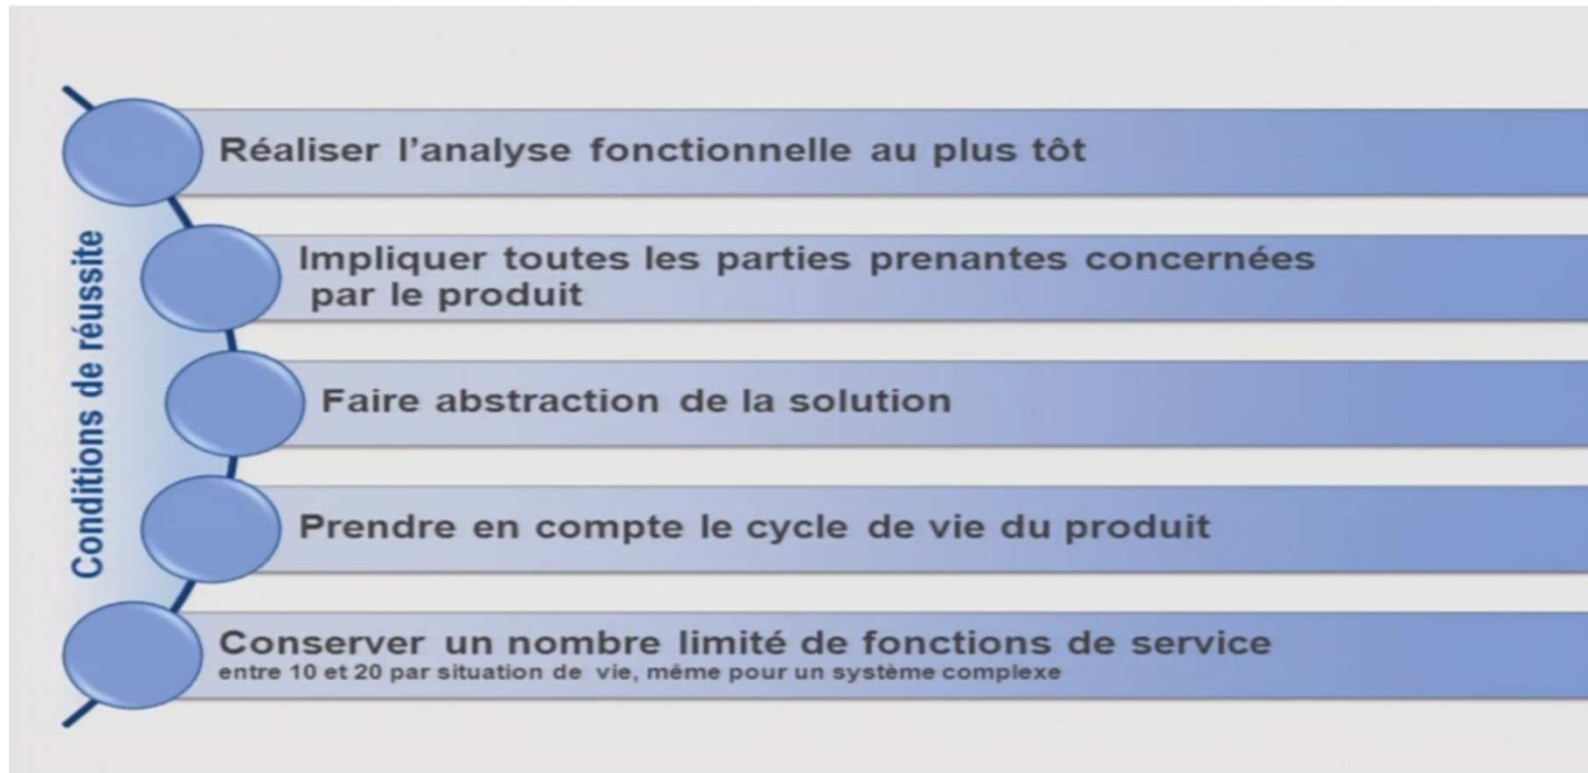 Conditions de réussite
Réaliser l'analyse fonctionnelle au plus tôt
Impliquer toutes les parties prenantes concernées
par le produit
Faire abstraction de la solution
Prendre en compte le cycle de vie du produit
Conserver un nombre limité de fonctions de service
entre 10 et 20 par situation de vie, même pour un système complexe